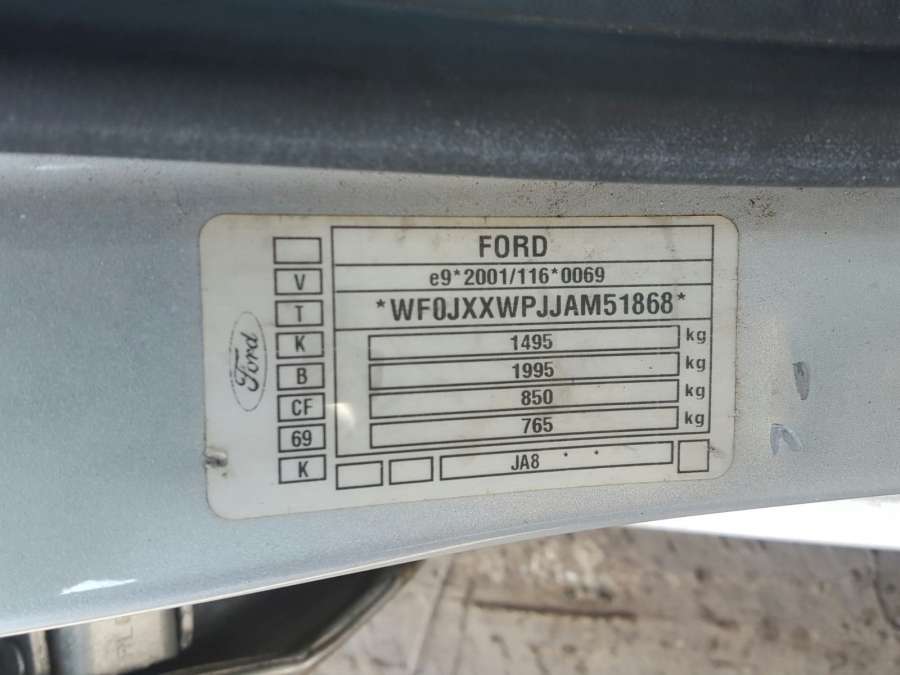 FORD
V
e9*2001/116*0069
T
*WF0JXXWPJJAM51868*
K
1495 kg
B
1995 kg
CF
850 kg
69
765 kg
K
JA8 · ·
Ford